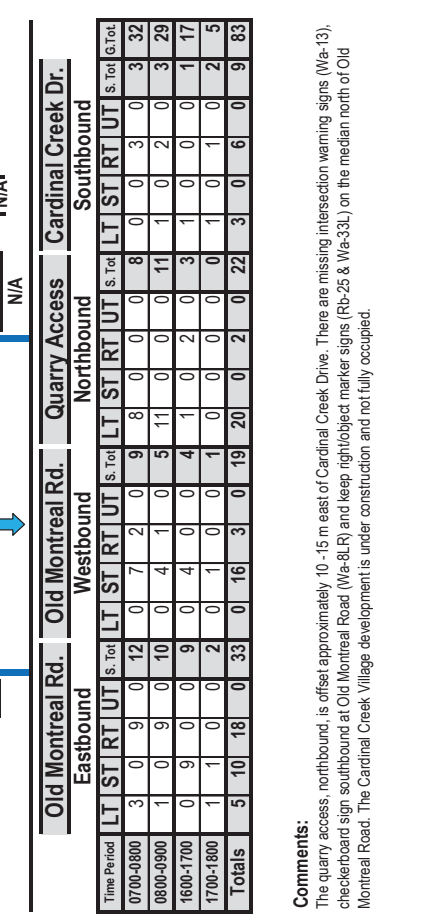 N/A
N/A
Old Montreal Rd. Old Montreal Rd. Quarry Access Cardinal Creek Dr.
Eastbound Westbound Northbound Southbound
Time Period LT ST RT UT S. Tot LT ST RT UT S. Tot LT ST RT UT S. Tot LT ST RT UT S. Tot G.Tot.
0700-0800 3 0 9 0 12 0 7 2 0 9 8 0 0 0 8 0 0 3 0 3 32
0800-0900 1 0 9 0 10 0 4 1 0 5 11 0 0 0 11 1 0 2 0 3 29
1600-1700 0 9 0 0 9 0 4 0 0 4 1 0 2 0 3 1 0 0 0 1 17
1700-1800 1 1 0 0 2 0 1 0 0 1 0 0 0 0 0 1 0 1 0 2 5
Totals 5 10 18 0 33 0 16 3 0 19 20 0 2 0 22 3 0 6 0 9 83
Comments:
The quarry access, northbound, is offset approximately 10 -15 m east of Cardinal Creek Drive. There are missing intersection warning signs (Wa-13),
checkerboard sign southbound at Old Montreal Road (Wa-8LR) and keep right/object marker signs (Rb-25 & Wa-33L) on the median north of Old
Montreal Road. The Cardinal Creek Village development is under construction and not fully occupied.